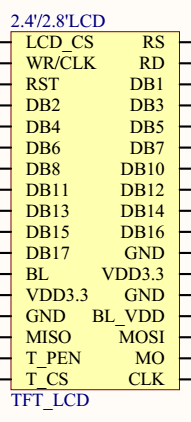 2.4'/2.8'LCD
LCD_CS RS
WR/CLK RD
RST DB1
DB2 DB3
DB4 DB5
DB6 DB7
DB8 DB10
DB11 DB12
DB13 DB14
DB15 DB16
DB17 GND
BL VDD3.3
VDD3.3 GND
GND BL_VDD
MISO MOSI
T_PEN MO
T_CS CLK
TFT_LCD